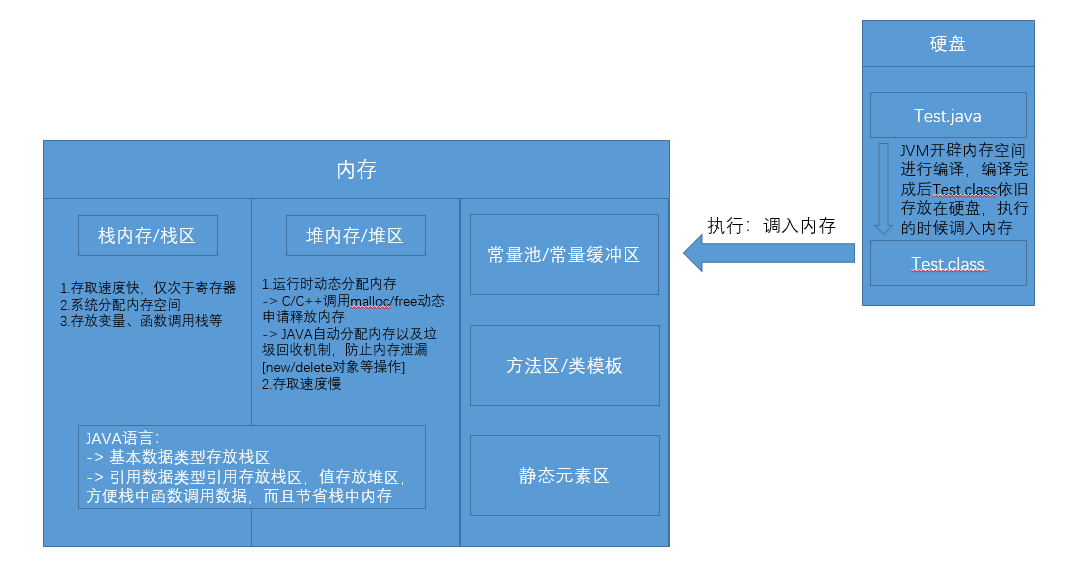 硬盘
Test.java
JVM开辟内存空间
进行编译，编译完
成后Test.class依旧
存放在硬盘，执行
的时候调入内存
Test.class
执行：调入内存
内存
栈内存/栈区
1.存取速度快，仅次于寄存器
2.系统分配内存空间
3.存放变量、函数调用栈等
堆内存/堆区
1.运行时动态分配内存
-> C/C++调用malloc/free动态
申请释放内存
-> JAVA自动分配内存以及垃
圾回收机制，防止内存泄漏
[new/delete对象等操作]
2.存取速度慢
JAVA语言：
-> 基本数据类型存放栈区
-> 引用数据类型引用存放栈区，值存放堆区，
方便栈中函数调用数据，而且节省栈中内存
常量池/常量缓冲区
方法区/类模板
静态元素区